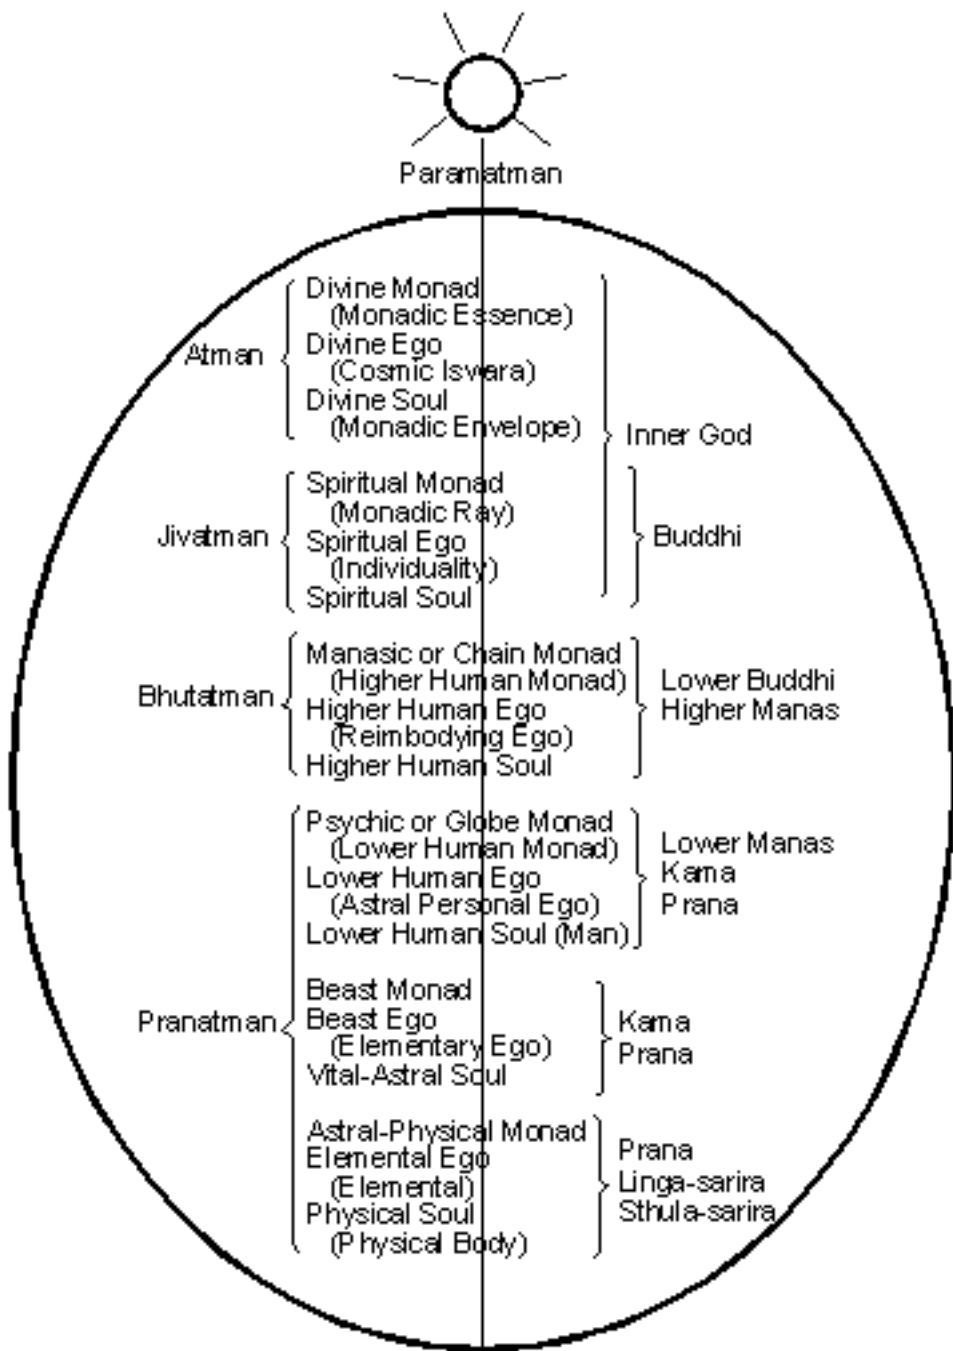 Paramatman
Atman
Divine Monad
(Monadic Essence)
Divine Ego
(Cosmic Iswara)
Divine Soul
(Monadic Envelope)
Inner God
Jivatman
Spiritual Monad
(Monadic Ray)
Spiritual Ego
(Individuality)
Spiritual Soul
Buddhi
Bhutatman
Manasic or Chain Monad
(Higher Human Monad)
Higher Human Ego
(Reimbodying Ego)
Higher Human Soul
Lower Buddhi
Higher Manas
Pranatman
Psychic or Globe Monad
(Lower Human Monad)
Lower Human Ego
(Astral Personal Ego)
Lower Human Soul (Man)
Lower Manas
Kama
Prana
Beast Monad
Beast Ego
(Elementary Ego)
Vital-Astral Soul
Kama
Prana
Astral-Physical Monad
Elemental Ego
(Elemental)
Physical Soul
(Physical Body)
Prana
Linga-sarira
Sthula-sarira